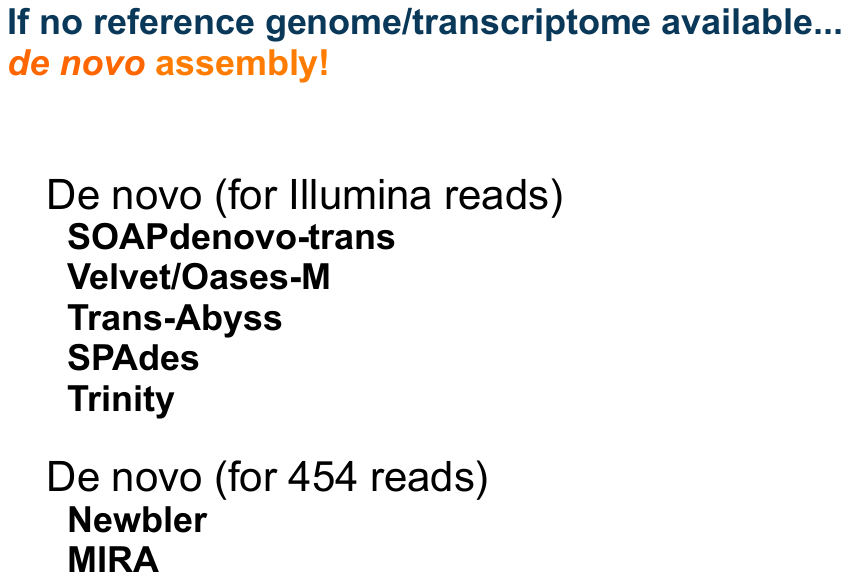 If no reference genome/transcriptome available...
de novo assembly!
De novo (for Illumina reads)
SOAPdenovo-trans
Velvet/Oases-M
Trans-Abyss
SPAdes
Trinity
De novo (for 454 reads)
Newbler
MIRA